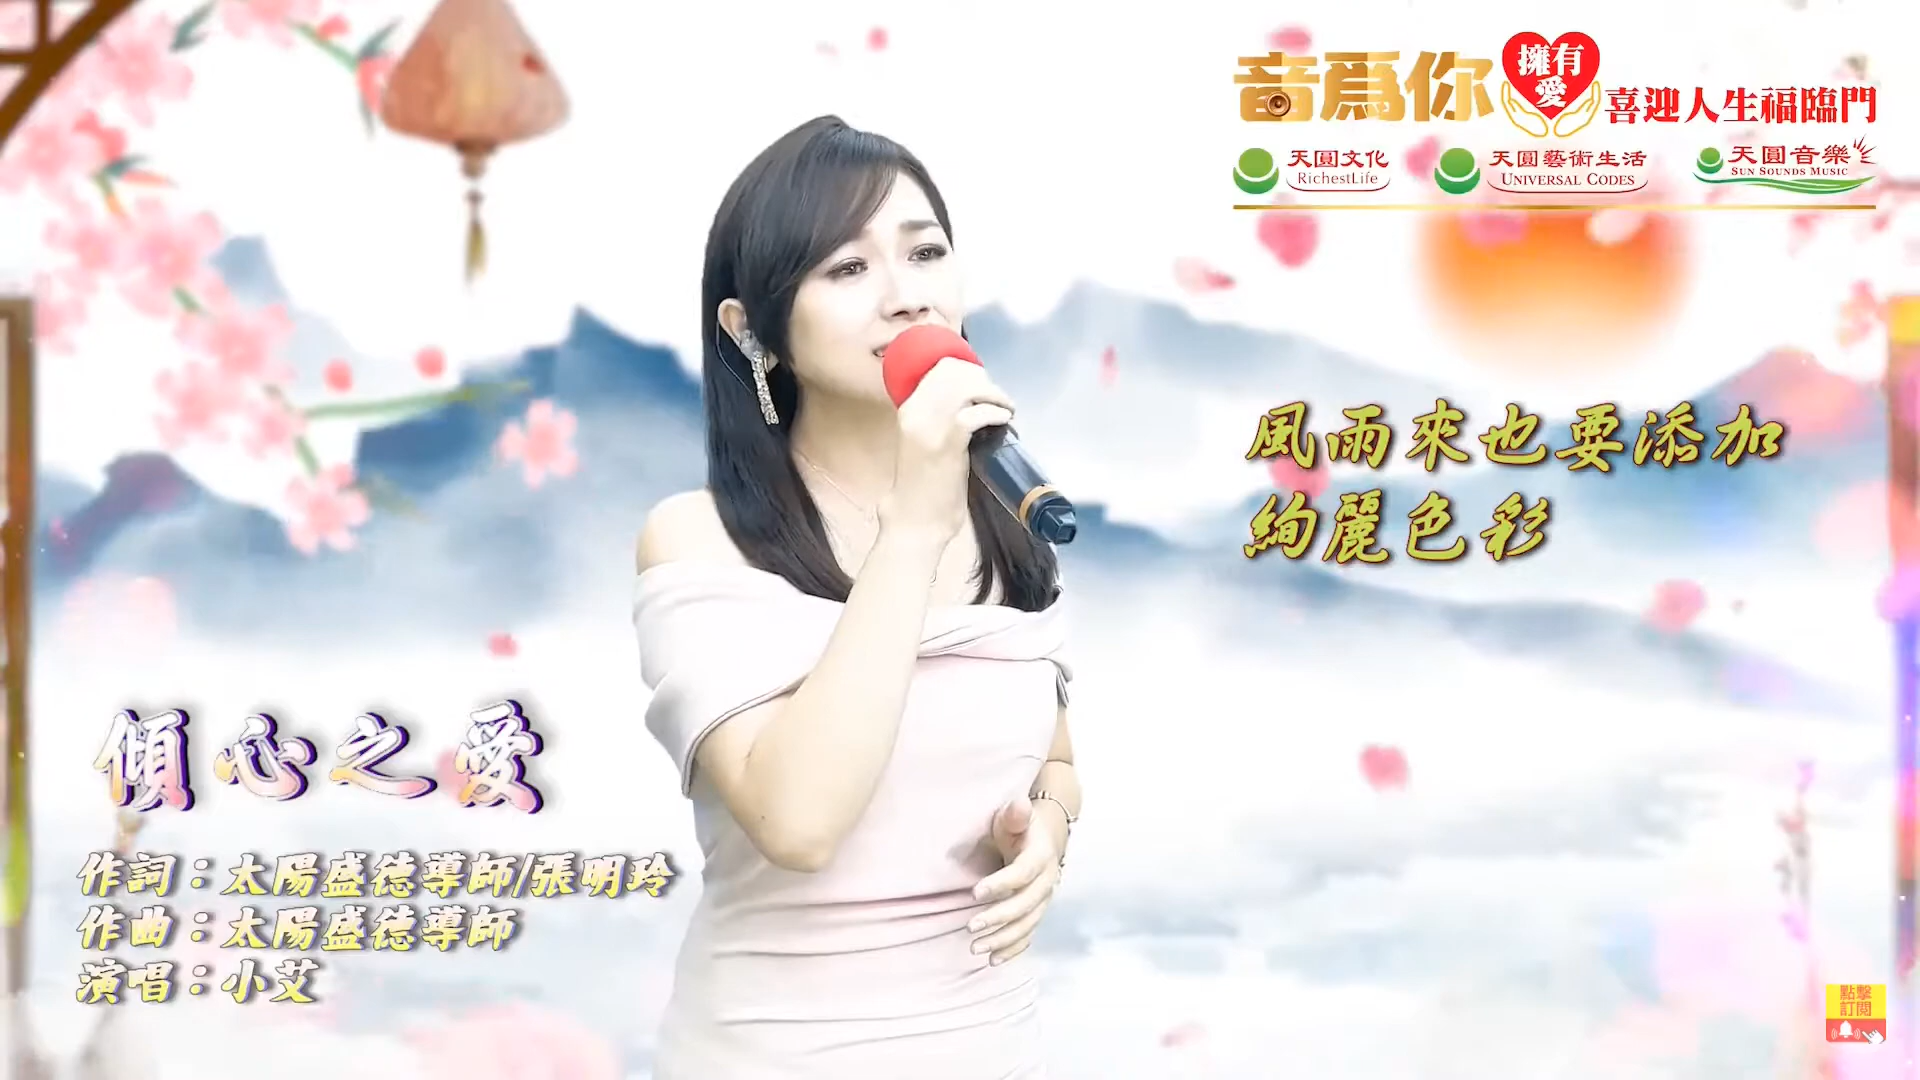 音爲你
擁有
愛
喜迎人生福臨門
天圓文化
RICHESTLIFE
天圓藝術生活
UNIVERSAL CODES
天圓音樂
SUN SOUNDS MUSIC
風雨來也要添加
絢麗色彩
傾心之愛
作詞：太陽盛德導師/張明玲
作曲：太陽盛德導師
演唱：小艾
點擊
訂閱